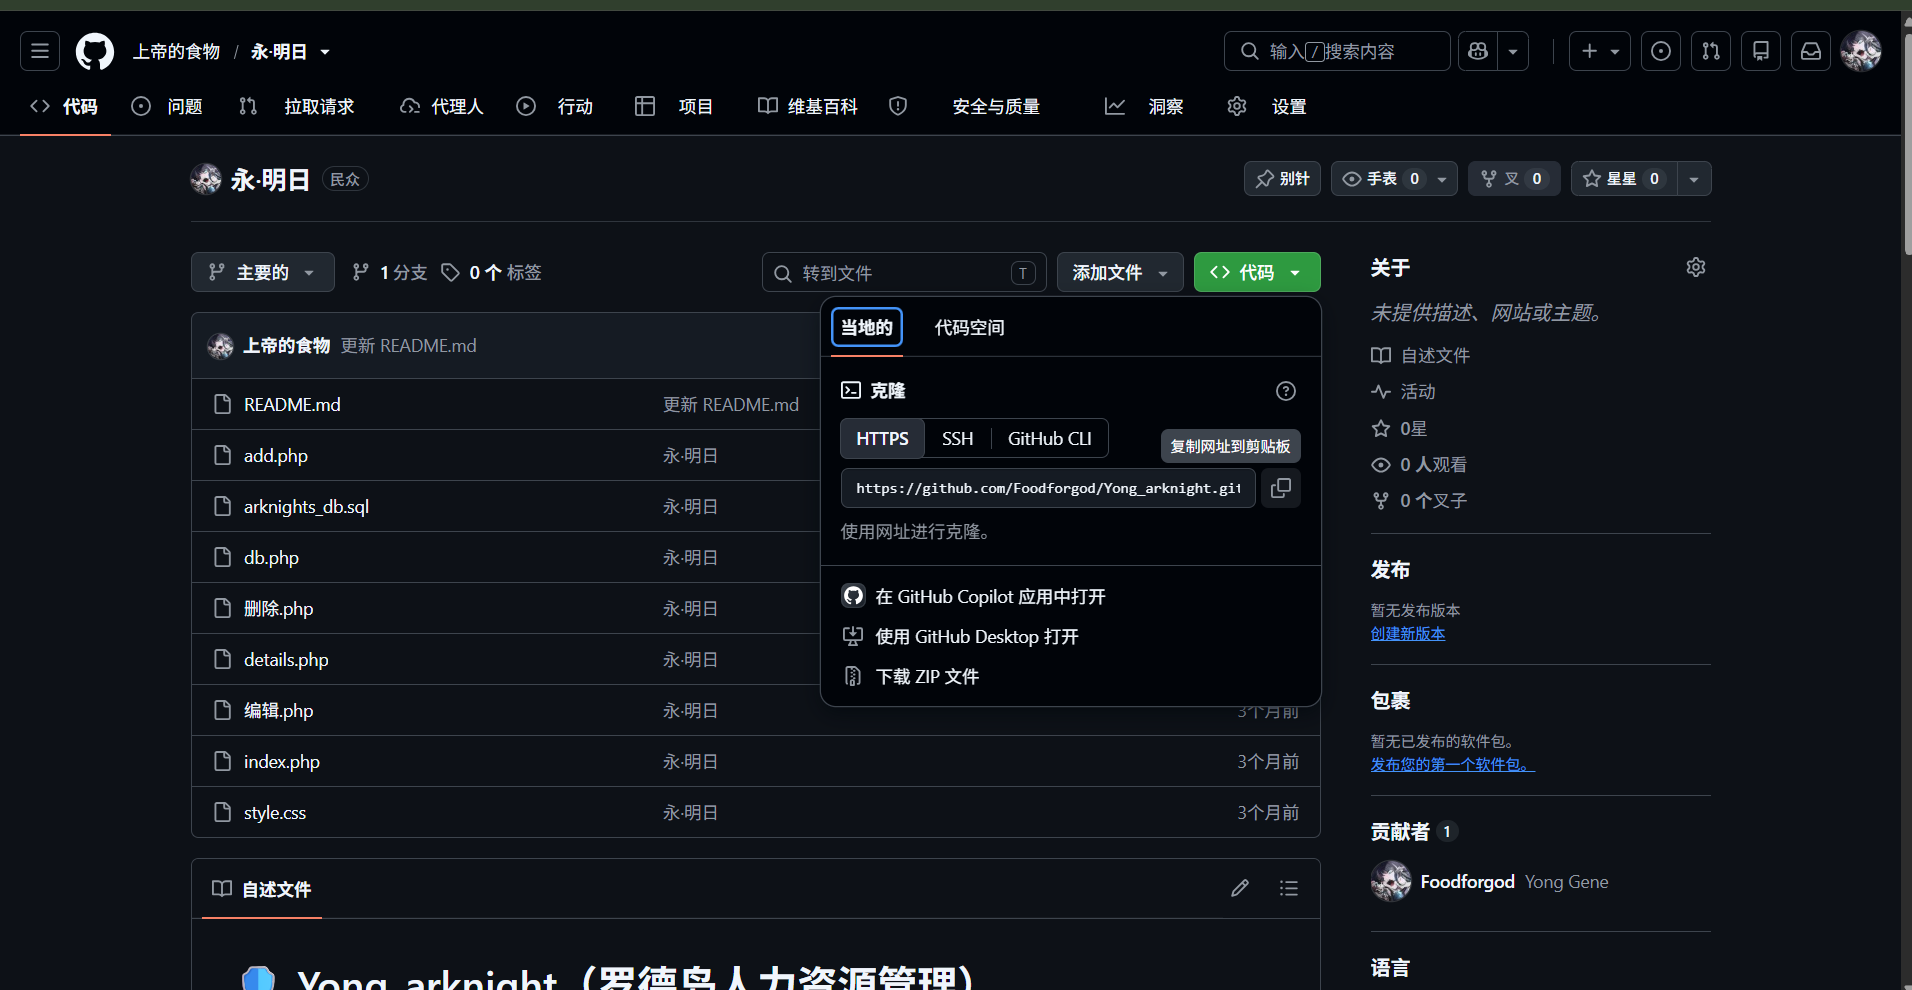 上帝的食物 / 永·明日
输入 / 搜索内容
代码 问题 拉取请求 代理人 行动 项目 维基百科 安全与质量 洞察 设置
永·明日 民众
别针 手表 0 叉 0 星星 0
主要的 1 分支 0 个 标签
转到文件 T 添加文件 代码
上帝的食物 更新 README.md
README.md 更新 README.md
add.php 永·明日
arknights_db.sql 永·明日
db.php 永·明日
删除.php 永·明日
details.php 永·明日
编辑.php 永·明日 3个月前
index.php 永·明日 3个月前
style.css 永·明日 3个月前
当地的 代码空间
克隆
HTTPS SSH GitHub CLI
复制网址到剪贴板
https://github.com/Foodforgod/Yong_arknight.git
使用网址进行克隆。
在 GitHub Copilot 应用中打开
使用 GitHub Desktop 打开
下载 ZIP 文件
自述文件
Yong_arknight（罗德岛人力资源管理）
关于
未提供描述、网站或主题。
自述文件
活动
0星
0 人观看
0 个叉子
发布
暂无发布版本
创建新版本
包裹
暂无已发布的软件包。
发布您的第一个软件包。
贡献者 1
Foodforgod Yong Gene
语言